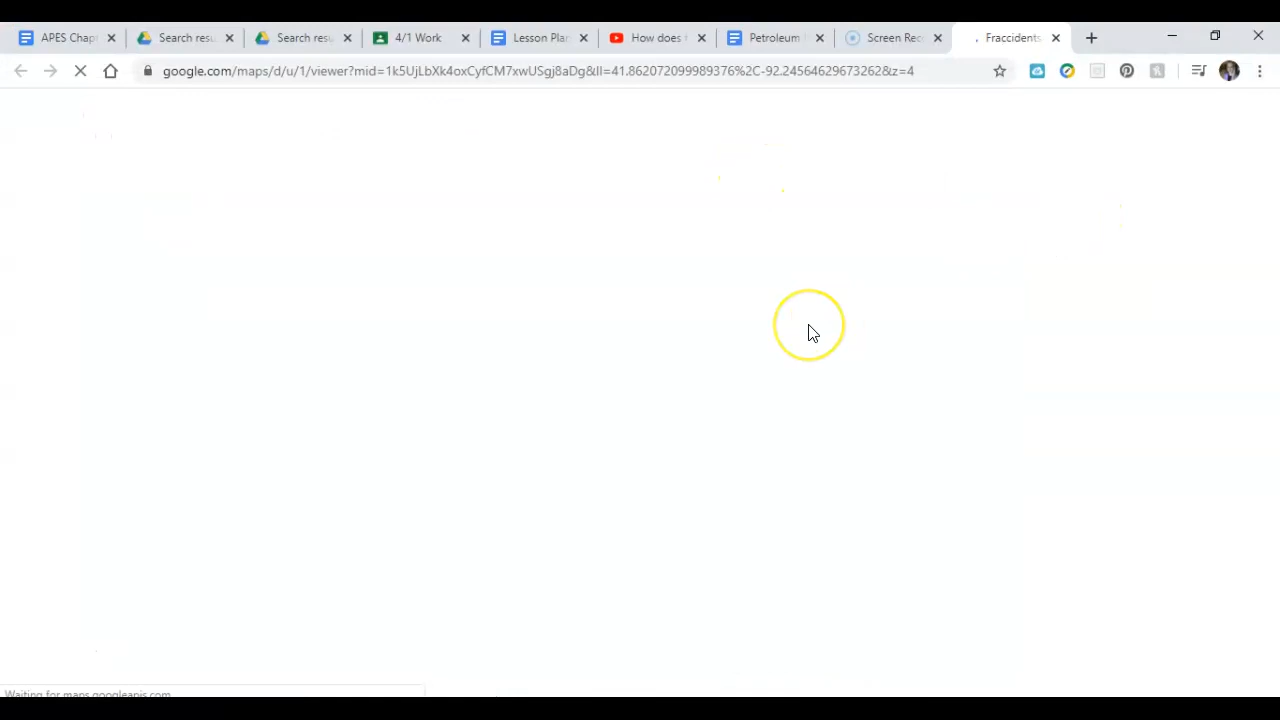 APES Chap
Search resu
Search resu
4/1 Work
Lesson Plan
How does f
Petroleum
Screen Rec
Fraccidents
google.com/maps/d/u/1/viewer?mid=1k5UjLbXk4oxCyfCM7xwUSgj8aDg&ll=41.862072099989376%2C-92.24564629673262&z=4
Waiting for maps.googleapis.com